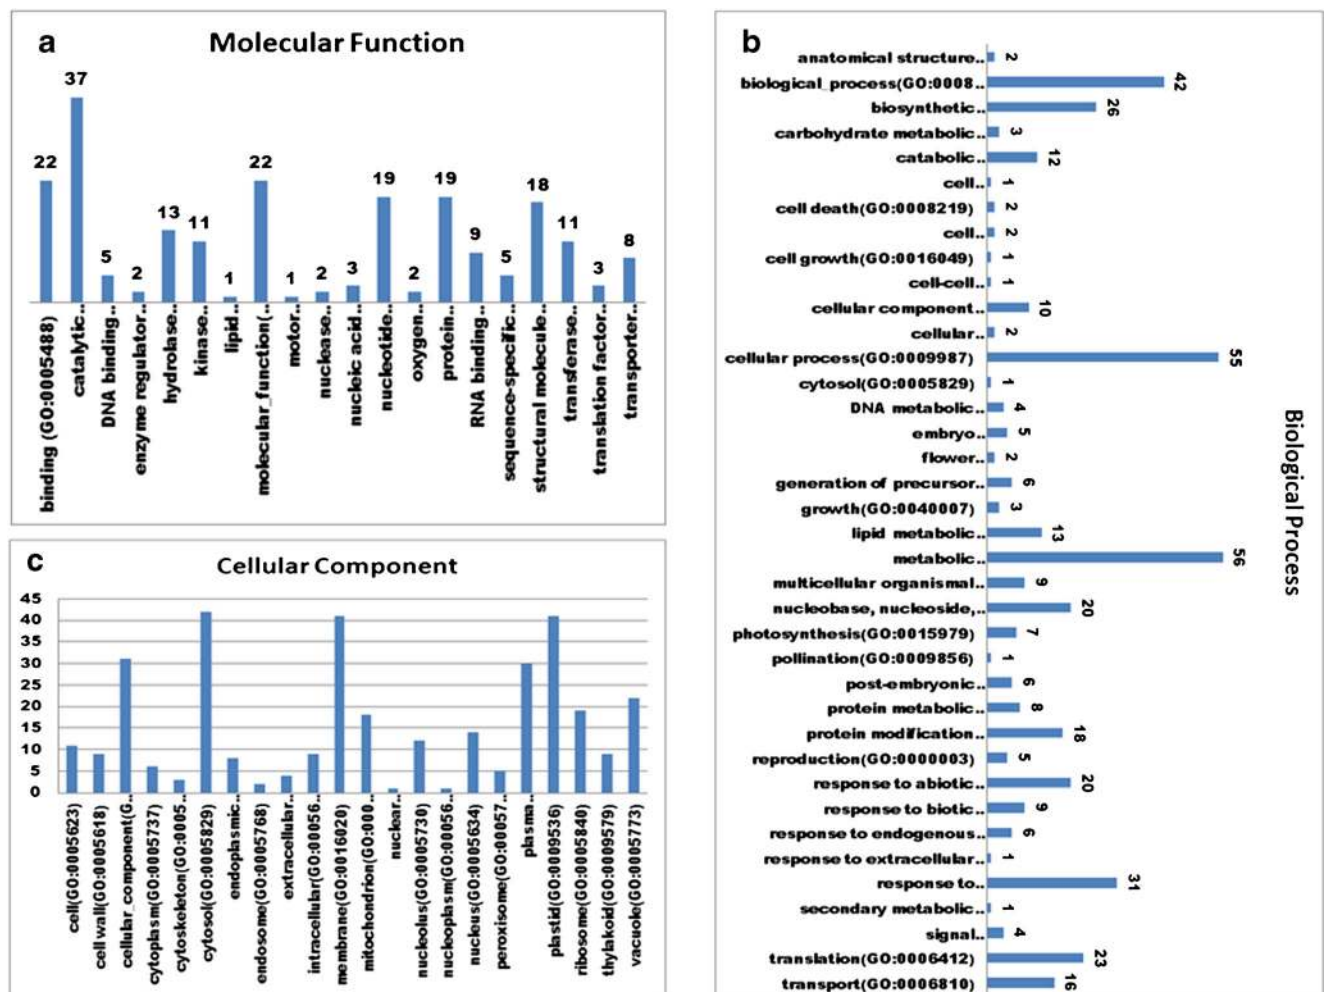 a
Molecular Function
22
37
5
2
13
11
1
22
1
2
3
19
2
19
9
5
18
11
3
8
binding (GO:0005488)
catalytic..
DNA binding..
enzyme regulator..
hydrolase..
kinase..
lipid..
molecular_function(..
motor..
nuclease..
nucleic acid..
nucleotide..
oxygen..
protein..
RNA binding..
sequence-specific..
structural molecule..
transferase..
translation factor..
transporter..
b
anatomical structure.. 2
biological_process(GO:0008.. 42
biosynthetic.. 26
carbohydrate metabolic.. 3
catabolic.. 12
cell.. 1
cell death(GO:0008219) 2
cell.. 2
cell growth(GO:0016049) 1
cell-cell.. 1
cellular component.. 10
cellular.. 2
cellular process(GO:0009987) 55
cytosol(GO:0005829) 1
DNA metabolic.. 4
embryo.. 5
flower.. 2
generation of precursor.. 6
growth(GO:0040007) 3
lipid metabolic.. 13
metabolic.. 56
multicellular organismal.. 9
nucleobase, nucleoside,.. 20
photosynthesis(GO:0015979) 7
pollination(GO:0009856) 1
post-embryonic.. 6
protein metabolic.. 8
protein modification.. 18
reproduction(GO:0000003) 5
response to abiotic.. 20
response to biotic.. 9
response to endogenous.. 6
response to extracellular.. 1
response to.. 31
secondary metabolic.. 1
signal.. 4
translation(GO:0006412) 23
transport(GO:0006810) 16
Biological Process
c
Cellular Component
45
40
35
30
25
20
15
10
5
0
cell(GO:0005623)
cell wall(GO:0005618)
cellular_component(G..
cytoplasm(GO:0005737)
cytoskeleton(GO:0005..
cytosol(GO:0005829)
endoplasmic..
endosome(GO:0005768)
extracellular..
intracellular(GO:00056..
membrane(GO:0016020)
mitochondrion(GO:000..
nuclear..
nucleolus(GO:0005730)
nucleoplasm(GO:00056..
nucleus(GO:0005634)
peroxisome(GO:00057..
plasma..
plastid(GO:0009536)
ribosome(GO:0005840)
thylakoid(GO:0009579)
vacuole(GO:0005773)